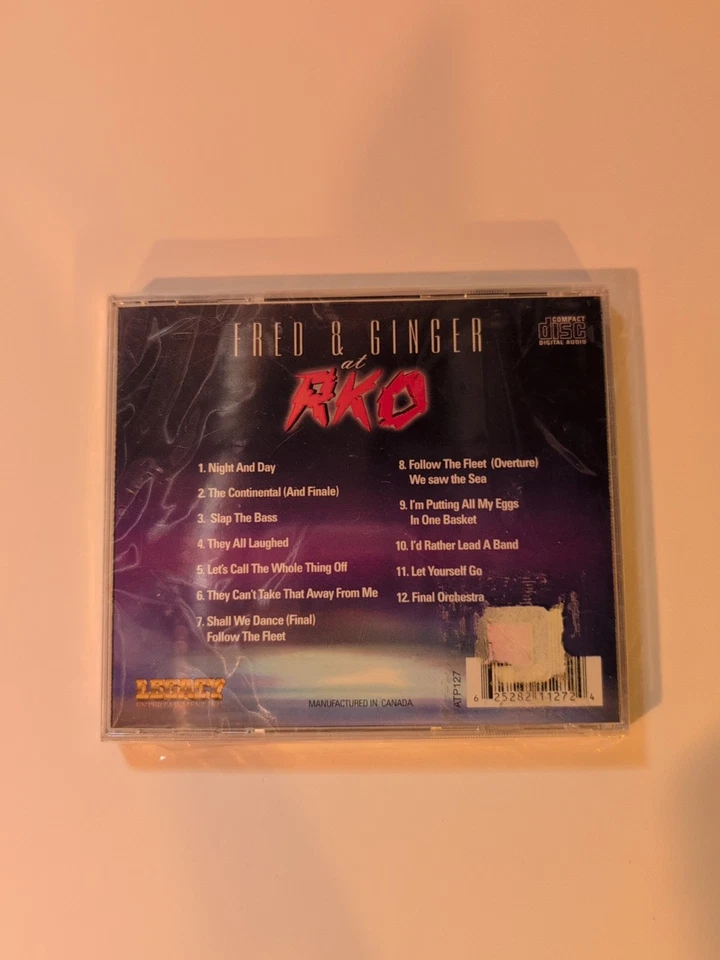 FRED & GINGER
at
RKO
COMPACT
disc
DIGITAL AUDIO
1. Night And Day
2. The Continental (And Finale)
3. Slap The Bass
4. They All Laughed
5. Let's Call The Whole Thing Off
6. They Can't Take That Away From Me
7. Shall We Dance (Final)
Follow The Fleet
8. Follow The Fleet (Overture)
We saw the Sea
9. I'm Putting All My Eggs
In One Basket
10. I'd Rather Lead A Band
11. Let Yourself Go
12. Final Orchestra
LEGACY
MANUFACTURED IN CANADA
ATP127
6 25282 11272 4